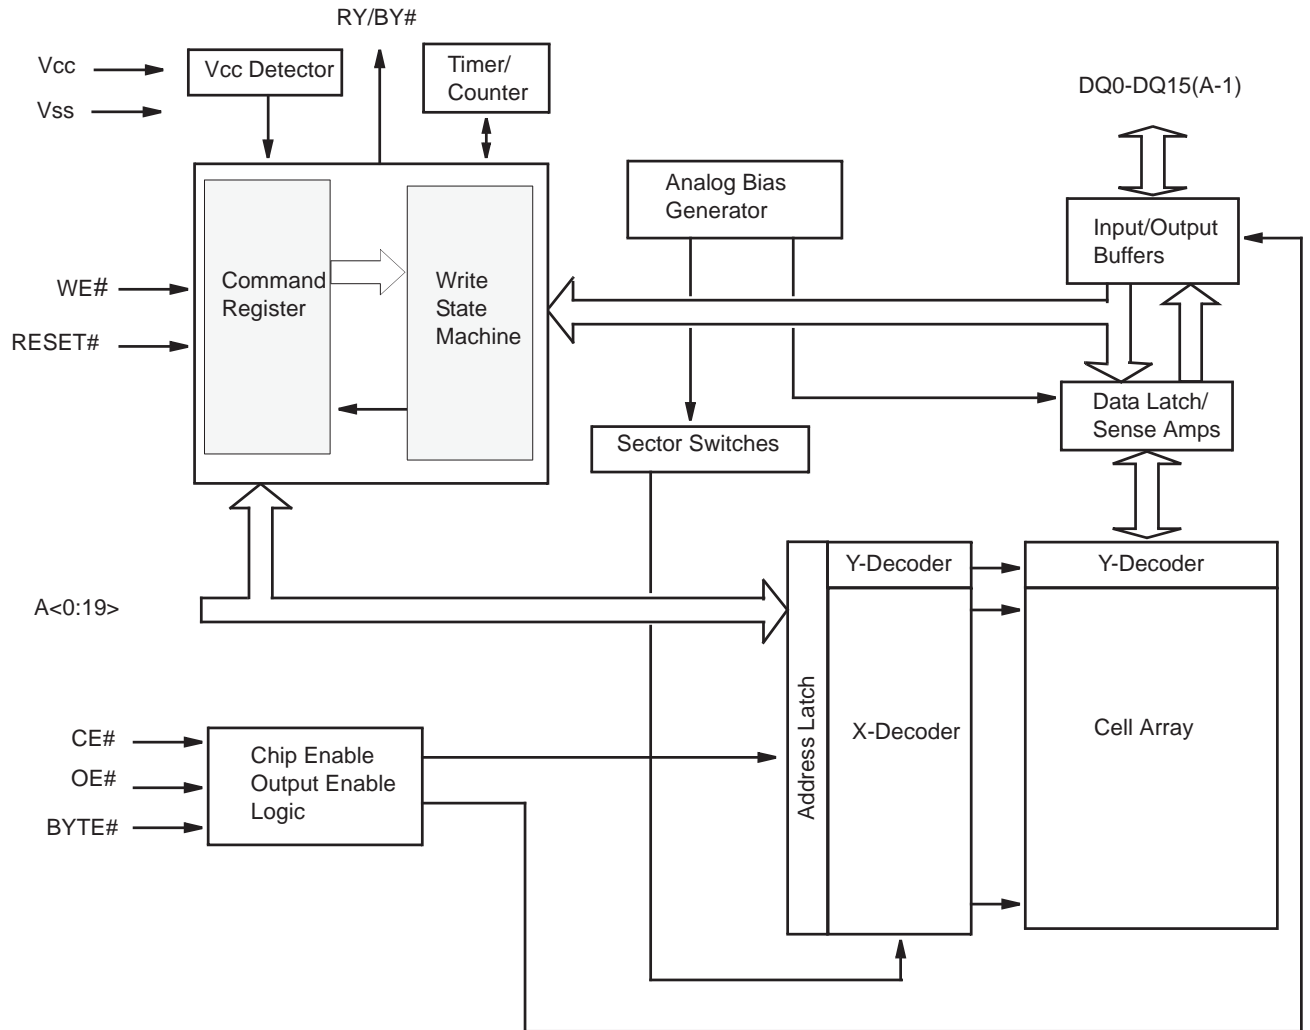 RY/BY#
Vcc
Vcc Detector
Timer/
Counter
Vss
DQ0-DQ15(A-1)
Analog Bias
Generator
Input/Output
Buffers
WE#
RESET#
Command
Register
Write
State
Machine
Data Latch/
Sense Amps
Sector Switches
Y-Decoder
Y-Decoder
A<0:19>
Address Latch
X-Decoder
Cell Array
CE#
OE#
BYTE#
Chip Enable
Output Enable
Logic